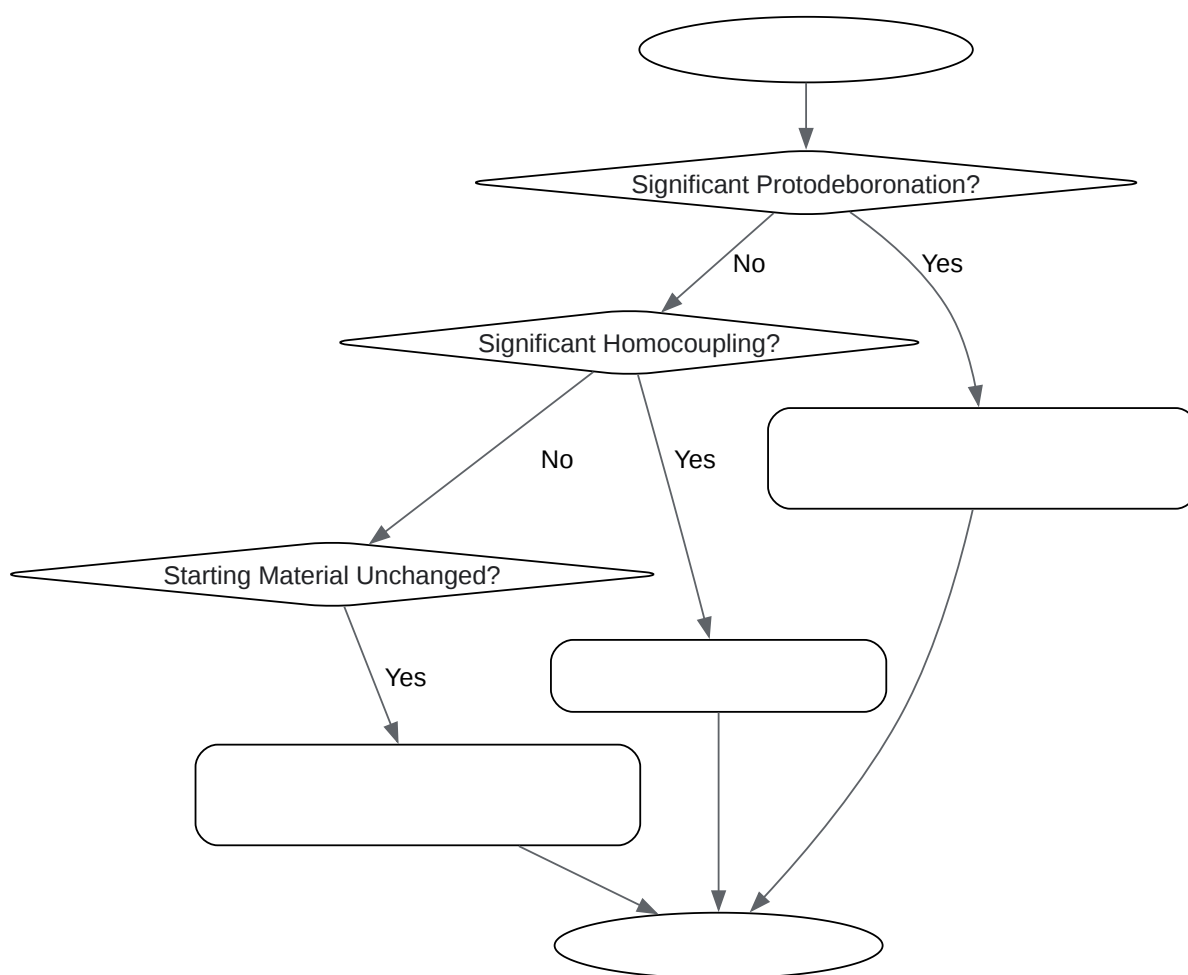 Significant Protodeboronation?
No
Yes
Significant Homocoupling?
No
Yes
Starting Material Unchanged?
Yes